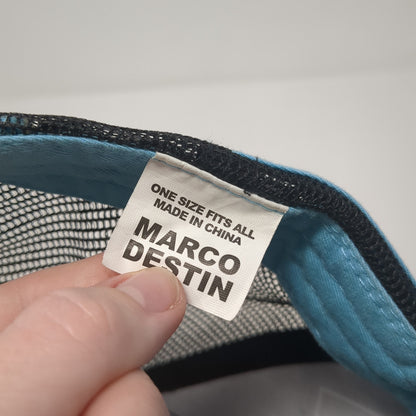 ONE SIZE FITS ALL
MADE IN CHINA
MARCO
DESTIN